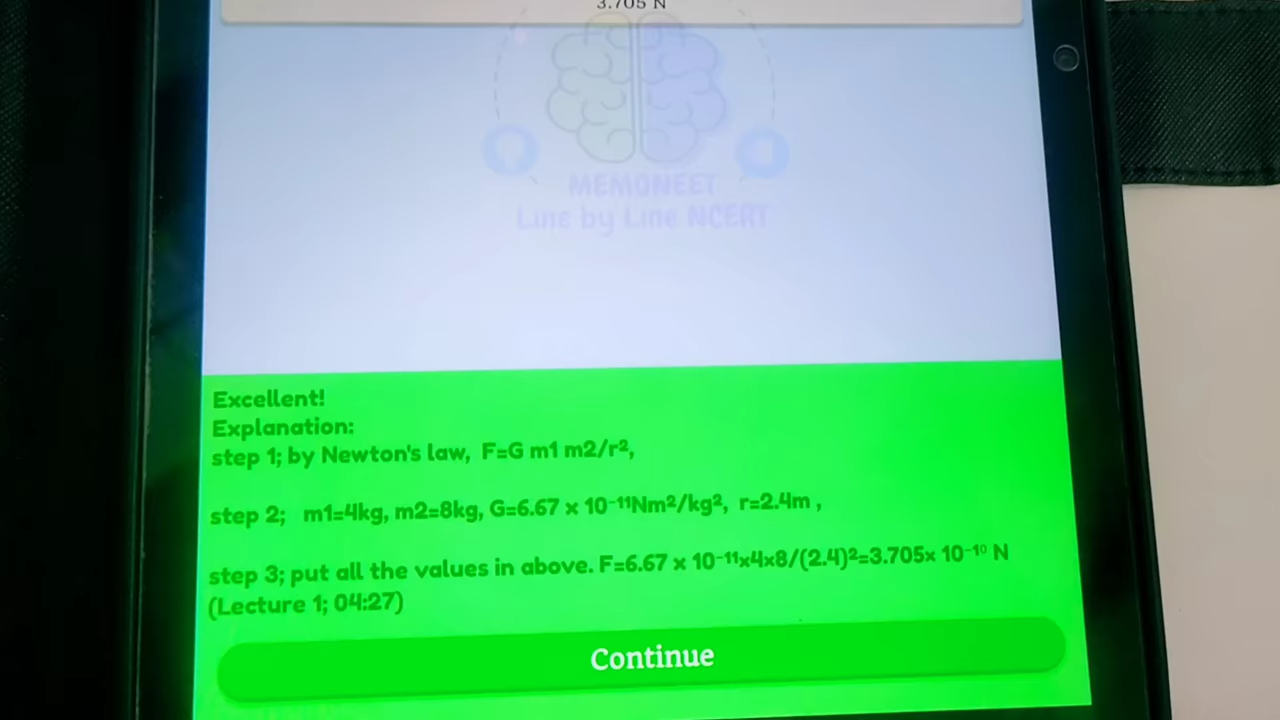 3.705 N
MEMONEET
Line by Line NCERT
Excellent!
Explanation:
step 1; by Newton's law, F=G m1 m2/r²,
step 2; m1=4kg, m2=8kg, G=6.67 x 10⁻¹¹Nm²/kg², r=2.4m ,
step 3; put all the values in above. F=6.67 x 10⁻¹¹x4x8/(2.4)²=3.705x 10⁻¹⁰ N
(Lecture 1; 04:27)
Continue